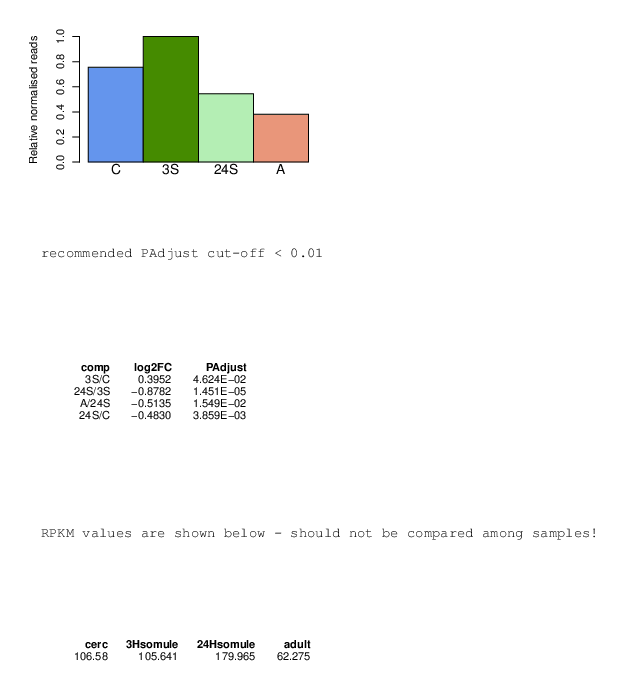 Relative normalised reads
1.0
0.8
0.6
0.4
0.2
0.0
C 3S 24S A
recommended PAdjust cut-off < 0.01
comp log2FC PAdjust
3S/C 0.3952 4.624E−02
24S/3S −0.8782 1.451E−05
A/24S −0.5135 1.549E−02
24S/C −0.4830 3.859E−03
RPKM values are shown below - should not be compared among samples!
cerc 3Hsomule 24Hsomule adult
106.58 105.641 179.965 62.275